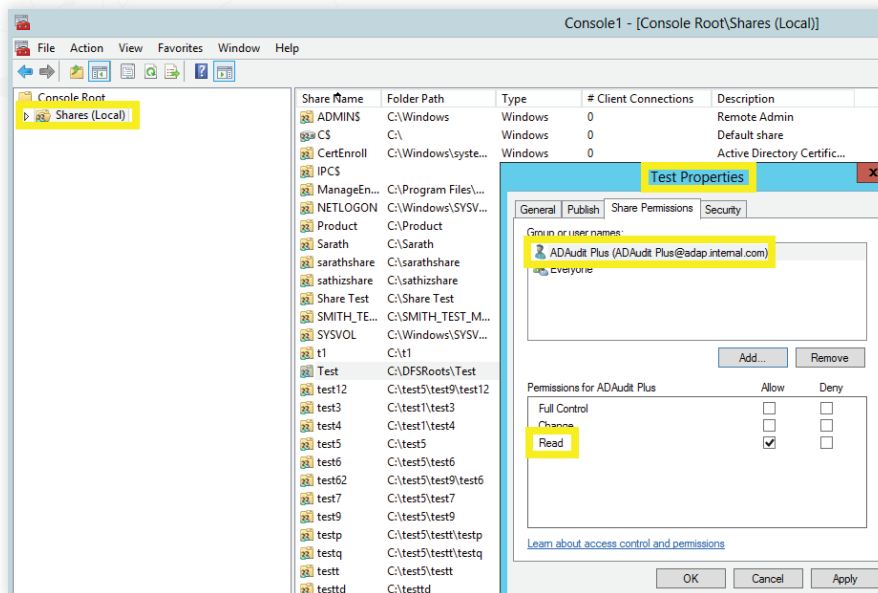 Console1 - [Console Root\Shares (Local)]
File Action View Favorites Window Help
Console Root
Shares (Local)
Share Name Folder Path Type # Client Connections Description
ADMIN$ C:\Windows Windows 0 Remote Admin
C$ C:\ Windows 0 Default share
CertEnroll C:\Windows\syste... Windows 0 Active Directory Certific...
IPC$
ManageEn... C:\Program Files\...
NETLOGON C:\Windows\SYSV...
Product C:\Product
Sarath C:\Sarath
sarathshare C:\sarathshare
sathizshare C:\sathizshare
Share Test C:\Share Test
SMITH_TE... C:\SMITH_TEST_M...
SYSVOL C:\Windows\SYSV...
t1 C:\t1
Test C:\DFSRoots\Test
test12 C:\test5\test9\test12
test3 C:\test1\test3
test4 C:\test1\test4
test5 C:\test5
test6 C:\test5\test6
test62 C:\test5\test9\test6
test7 C:\test5\test7
test9 C:\test5\test9
testp C:\test5\testt\testp
testq C:\test5\testt\testq
testt C:\test5\testt
testtd C:\testtd
Test Properties
x
General Publish Share Permissions Security
Group or user names:
ADAudit Plus (ADAudit Plus@adap.internal.com)
Everyone
Add... Remove
Permissions for ADAudit Plus Allow Deny
Full Control
Change
Read
Learn about access control and permissions
OK Cancel Apply